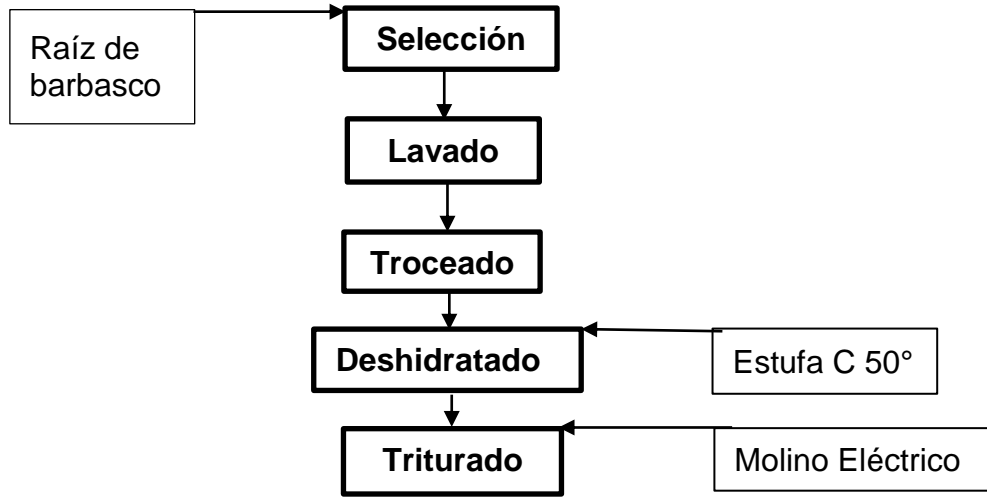 Raíz de
barbasco
Selección
Lavado
Troceado
Deshidratado
Estufa C 50°
Triturado
Molino Eléctrico